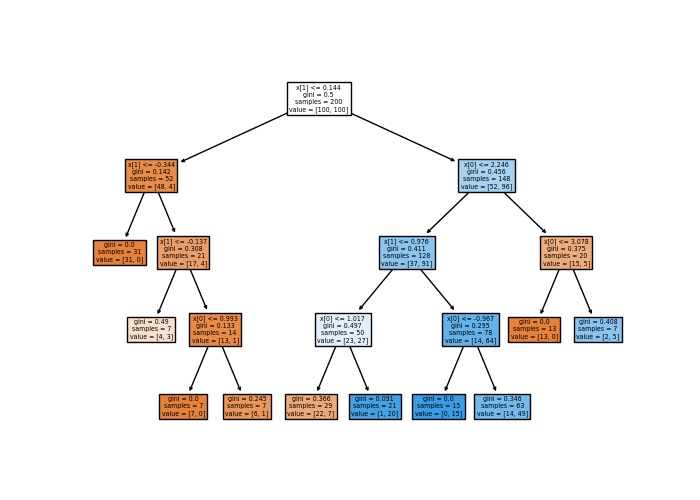 x[1] <= 0.144
gini = 0.5
samples = 200
value = [100, 100]
x[1] <= -0.344
gini = 0.142
samples = 52
value = [48, 4]
x[0] <= 2.246
gini = 0.456
samples = 148
value = [52, 96]
gini = 0.0
samples = 31
value = [31, 0]
x[1] <= -0.137
gini = 0.308
samples = 21
value = [17, 4]
x[1] <= 0.976
gini = 0.411
samples = 128
value = [37, 91]
x[0] <= 3.078
gini = 0.375
samples = 20
value = [15, 5]
gini = 0.49
samples = 7
value = [4, 3]
x[0] <= 0.993
gini = 0.133
samples = 14
value = [13, 1]
x[0] <= 1.017
gini = 0.497
samples = 50
value = [23, 27]
x[0] <= -0.967
gini = 0.295
samples = 78
value = [14, 64]
gini = 0.0
samples = 13
value = [13, 0]
gini = 0.408
samples = 7
value = [2, 5]
gini = 0.0
samples = 7
value = [7, 0]
gini = 0.245
samples = 7
value = [6, 1]
gini = 0.366
samples = 29
value = [22, 7]
gini = 0.091
samples = 21
value = [1, 20]
gini = 0.0
samples = 15
value = [0, 15]
gini = 0.346
samples = 63
value = [14, 49]